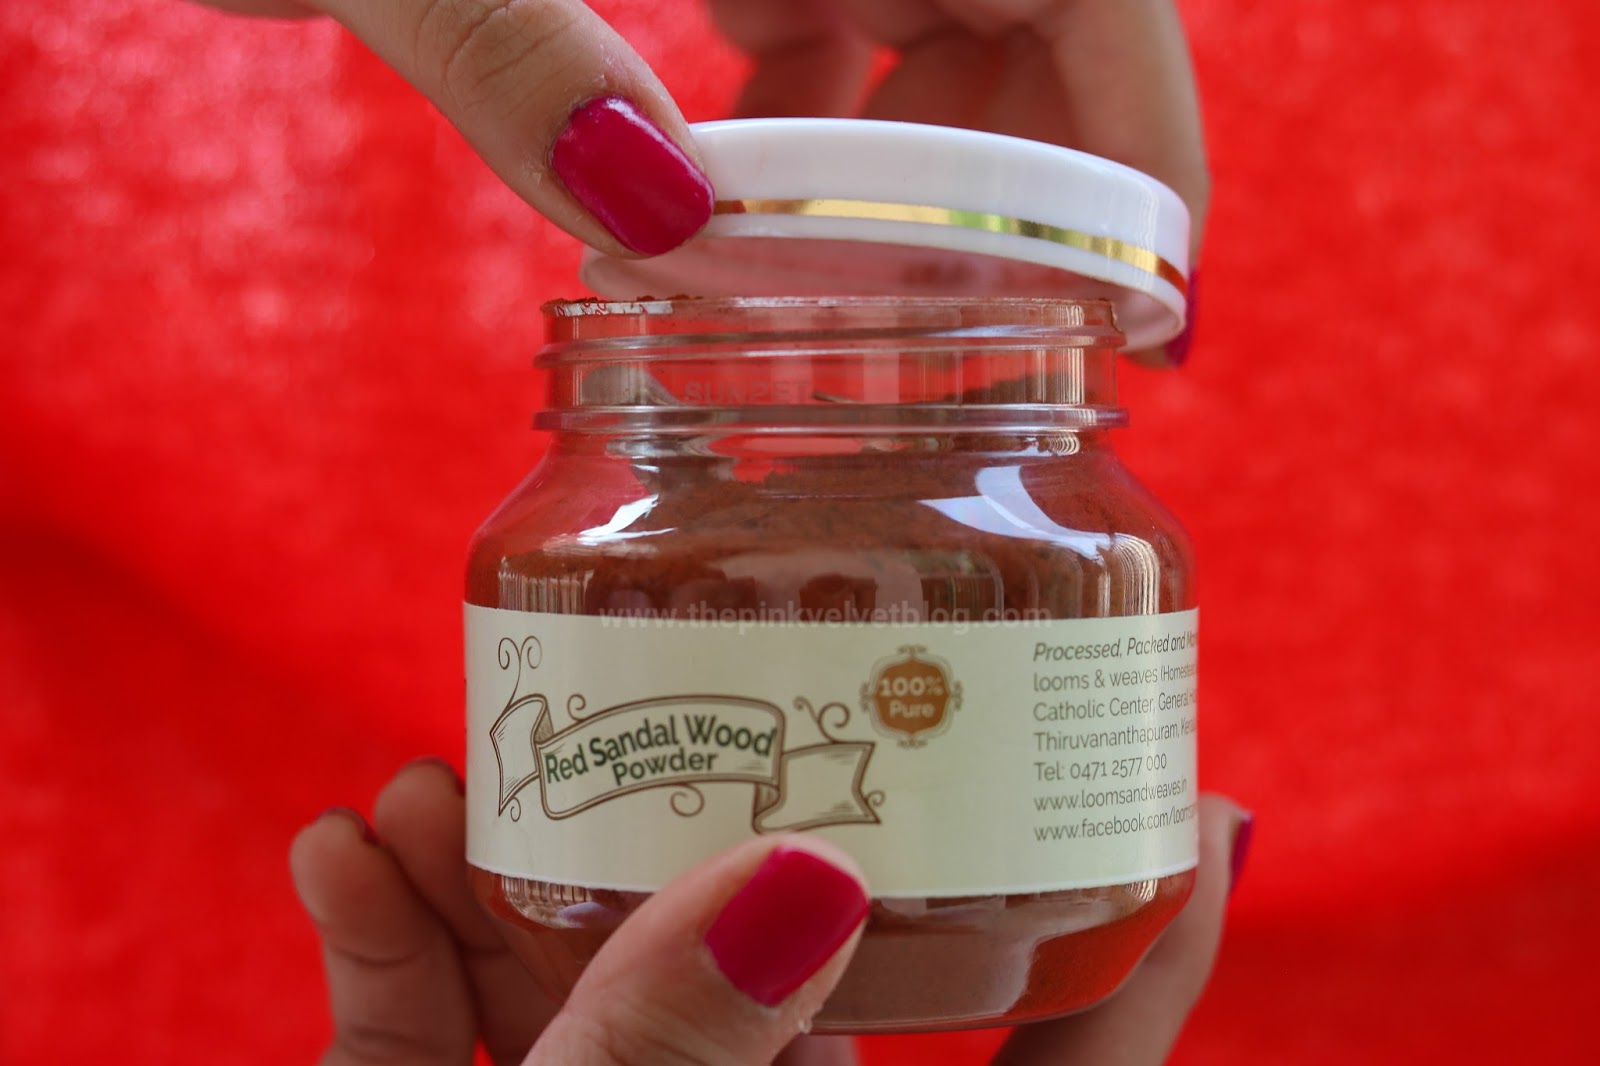 SUNPET
www.thepinkvelvetblog.com
Red Sandal Wood
Powder
100%
Pure
Processed, Packed and
looms & weaves
Catholic Center, General
Thiruvananthapuram,
Tel: 0471 2577 000
www.loomsandweaves.in
www.facebook.com/